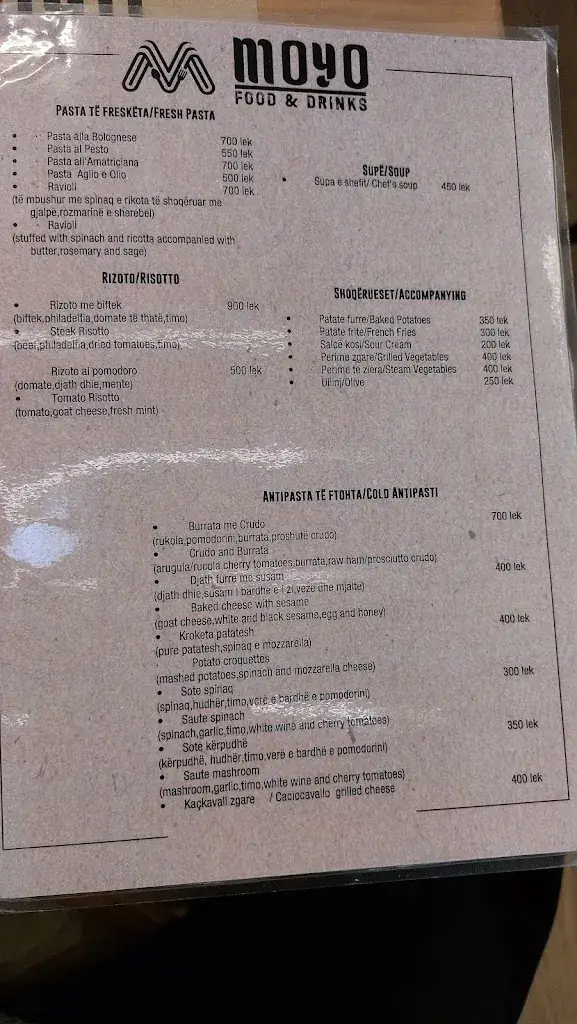 MOYO
FOOD & DRINKS
PASTA TË FRESKËTA/FRESH PASTA
• Pasta alla Bolognese 700 lek
• Pasta al Pesto 550 lek
• Pasta all'Amatriciana 700 lek
• Pasta Aglio e Olio 500 lek
• Ravioli 700 lek
(të mbushur me spinaq e rikota të shoqëruar me
gjalpë,rozmarinë e sherebel)
• Ravioli
(stuffed with spinach and ricotta accompanied with
butter,rosemary and sage)
SUPË/SOUP
• Supa e shefit/ Chef's soup 450 lek
RIZOTO/RISOTTO
• Rizoto me biftek 900 lek
(biftek,philadelfia,domate të thatë,timo)
• Steak Risotto
(beef,philadelfia,dried tomatoes,timo)
Rizoto al pomodoro 500 lek
(domate,djath dhie,mente)
• Tomato Risotto
(tomato,goat cheese,fresh mint)
SHOQËRUESET/ACCOMPANYING
• Patate furre/Baked Potatoes 350 lek
• Patate frite/French Fries 300 lek
• Salcë kosi/Sour Cream 200 lek
• Perime zgare/Grilled Vegetables 400 lek
• Perime të ziera/Steam Vegetables 400 lek
• Ullinj/Olive 250 lek
ANTIPASTA TË FTOHTA/COLD ANTIPASTI
• Burrata me Crudo 700 lek
(rukola,pomodorini,burrata,proshutë crudo)
• Crudo and Burrata
(arugula/rucola,cherry tomatoes,burrata,raw ham/prosciutto crudo)
• Djath furre me susam 400 lek
(djath dhie,susam i bardhë e i zi,vezë dhe mjaltë)
• Baked cheese with sesame
(goat cheese,white and black sesame,egg and honey)
• Kroketa patatesh 400 lek
(pure patatesh,spinaq e mozzarella)
Potato croquettes
(mashed potatoes,spinach and mozzarella cheese)
• Sote spinaq 300 lek
(spinaq,hudhër,timo,verë e bardhë e pomodorini)
• Saute spinach
(spinach,garlic,timo,white wine and cherry tomatoes)
• Sote kërpudhë 350 lek
(kërpudhë, hudhër,timo,verë e bardhë e pomodorini)
• Saute mashroom
(mashroom,garlic,timo,white wine and cherry tomatoes)
• Kaçkavall zgare / Caciocavallo grilled cheese 400 lek